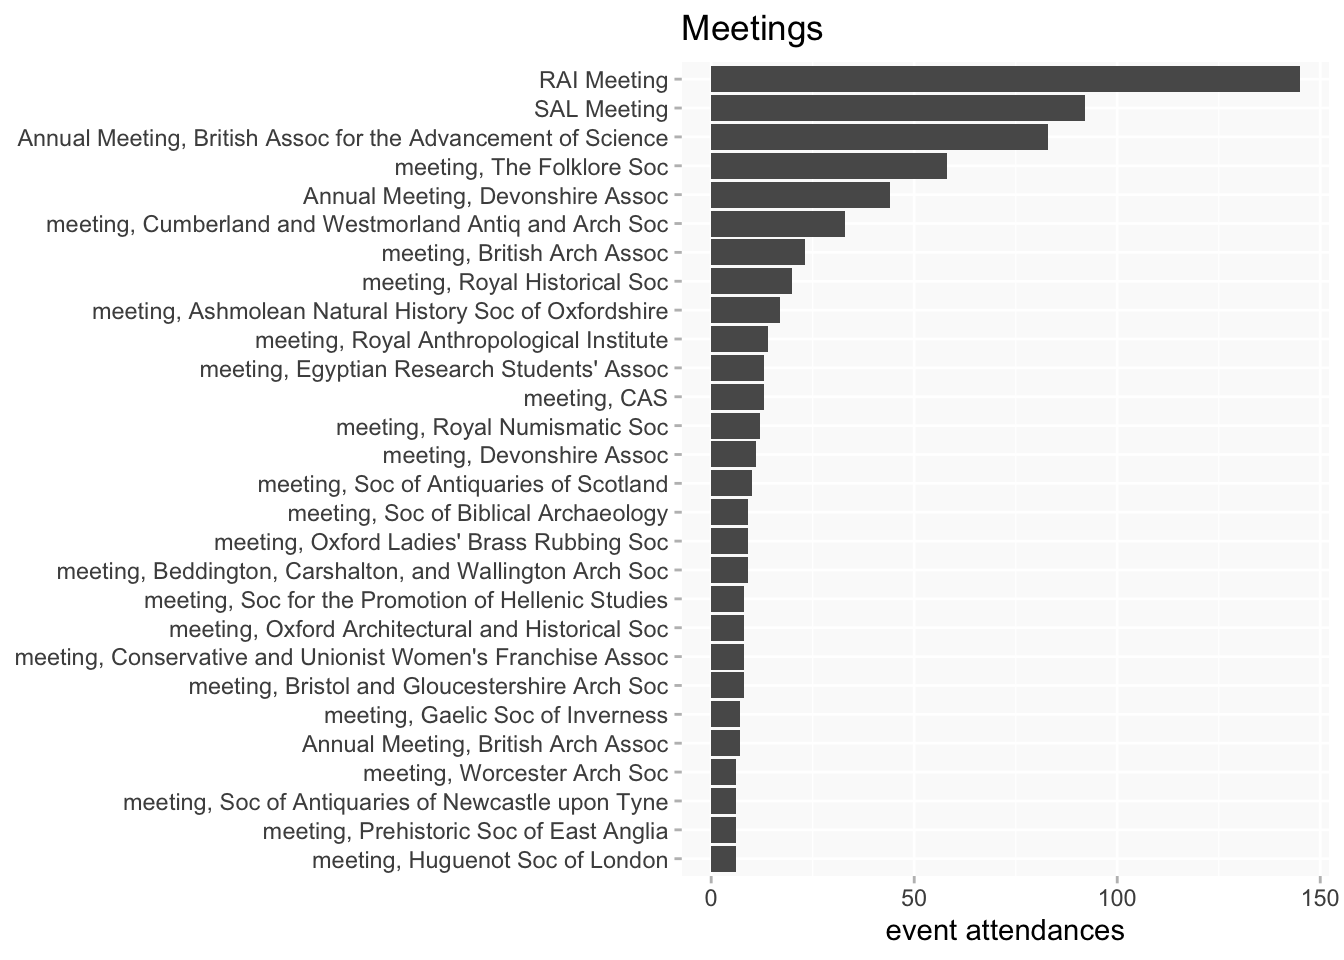 Meetings
RAI Meeting
SAL Meeting
Annual Meeting, British Assoc for the Advancement of Science
meeting, The Folklore Soc
Annual Meeting, Devonshire Assoc
meeting, Cumberland and Westmorland Antiq and Arch Soc
meeting, British Arch Assoc
meeting, Royal Historical Soc
meeting, Ashmolean Natural History Soc of Oxfordshire
meeting, Royal Anthropological Institute
meeting, Egyptian Research Students' Assoc
meeting, CAS
meeting, Royal Numismatic Soc
meeting, Devonshire Assoc
meeting, Soc of Antiquaries of Scotland
meeting, Soc of Biblical Archaeology
meeting, Oxford Ladies' Brass Rubbing Soc
meeting, Beddington, Carshalton, and Wallington Arch Soc
meeting, Soc for the Promotion of Hellenic Studies
meeting, Oxford Architectural and Historical Soc
meeting, Conservative and Unionist Women's Franchise Assoc
meeting, Bristol and Gloucestershire Arch Soc
meeting, Gaelic Soc of Inverness
Annual Meeting, British Arch Assoc
meeting, Worcester Arch Soc
meeting, Soc of Antiquaries of Newcastle upon Tyne
meeting, Prehistoric Soc of East Anglia
meeting, Huguenot Soc of London
0 50 100 150
event attendances